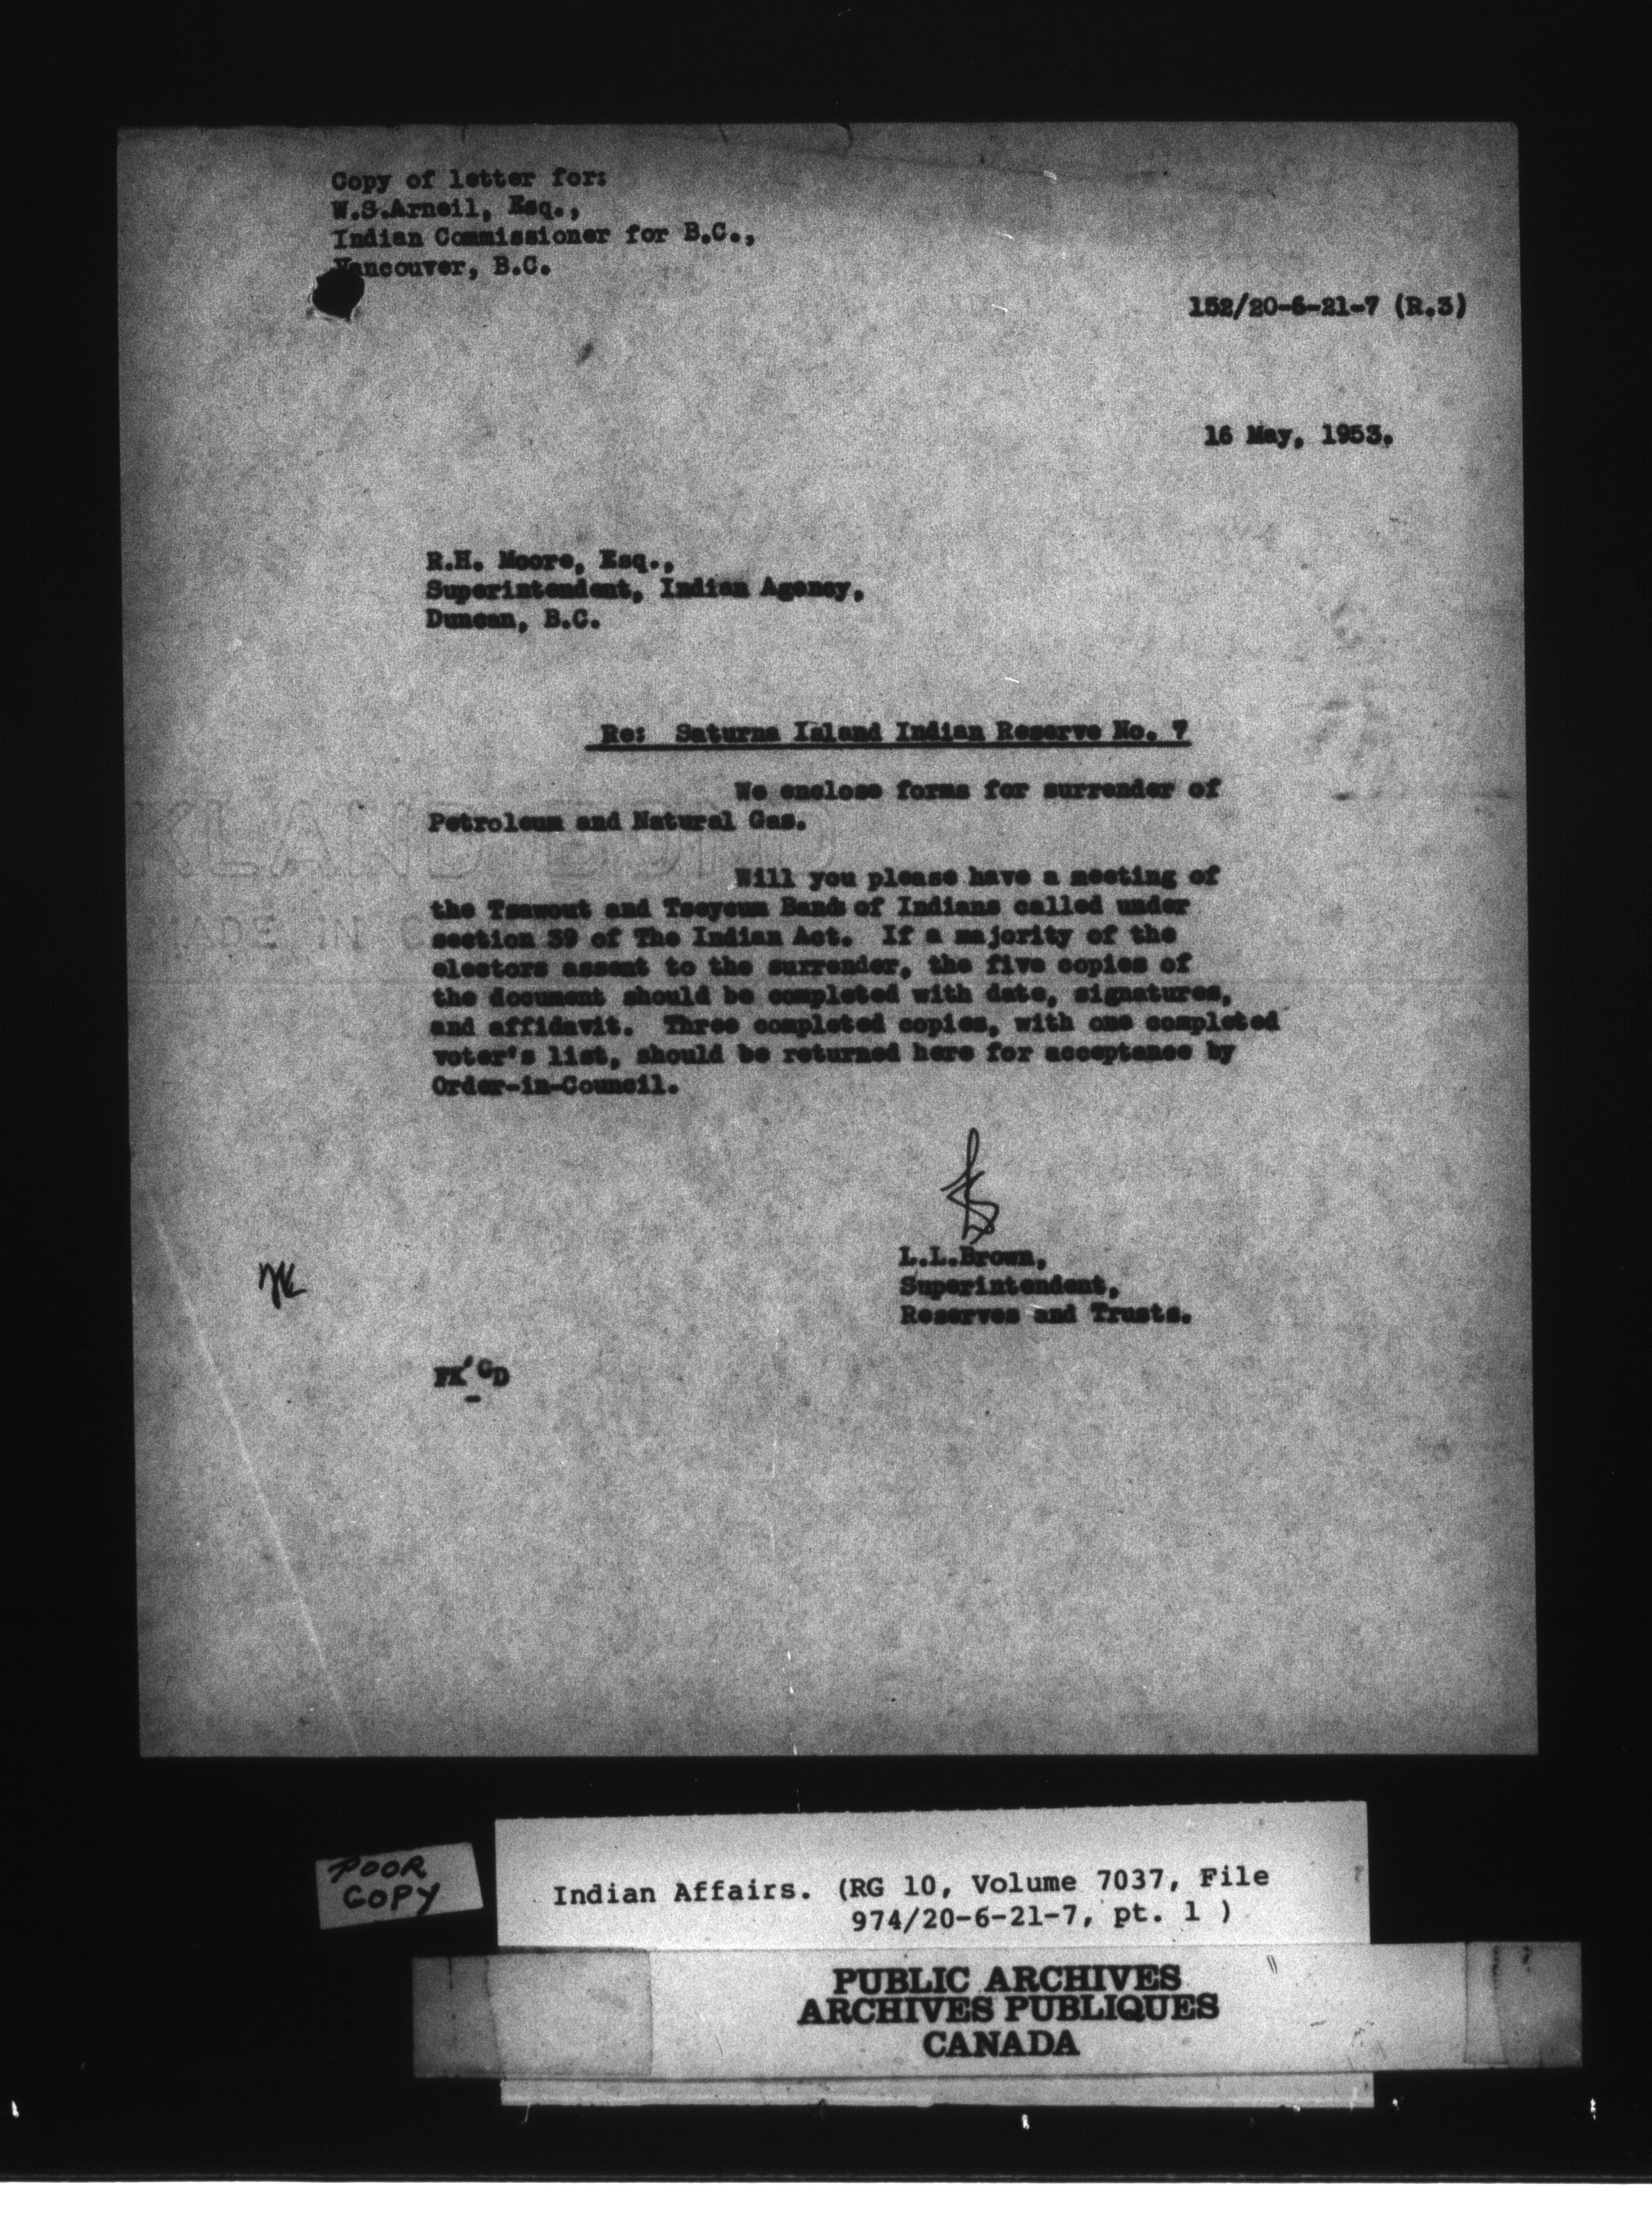 Copy of letter for:
W.S.Arneil, Esq.,
Indian Commissioner for B.C.,
Vancouver, B.C.
152/20-6-21-7 (R.3)
16 May, 1953.
R.H. Moore, Esq.,
Superintendent, Indian Agency,
Duncan, B.C.
Re: Saturna Island Indian Reserve No. 7
We enclose forms for surrender of
Petroleum and Natural Gas.
Will you please have a meeting of
the Tsawout and Tseycum Bands of Indians called under
section 39 of The Indian Act. If a majority of the
electors assent to the surrender, the five copies of
the document should be completed with date, signatures,
and affidavit. Three completed copies, with one completed
voter's list, should be returned here for acceptance by
Order-in-Council.
L.L.Brown,
Superintendent,
Reserves and Trusts.
FK'GD
KLAND BOND
MADE IN C
POOR
COPY
Indian Affairs. (RG 10, Volume 7037, File
974/20-6-21-7, pt. 1 )
PUBLIC ARCHIVES
ARCHIVES PUBLIQUES
CANADA